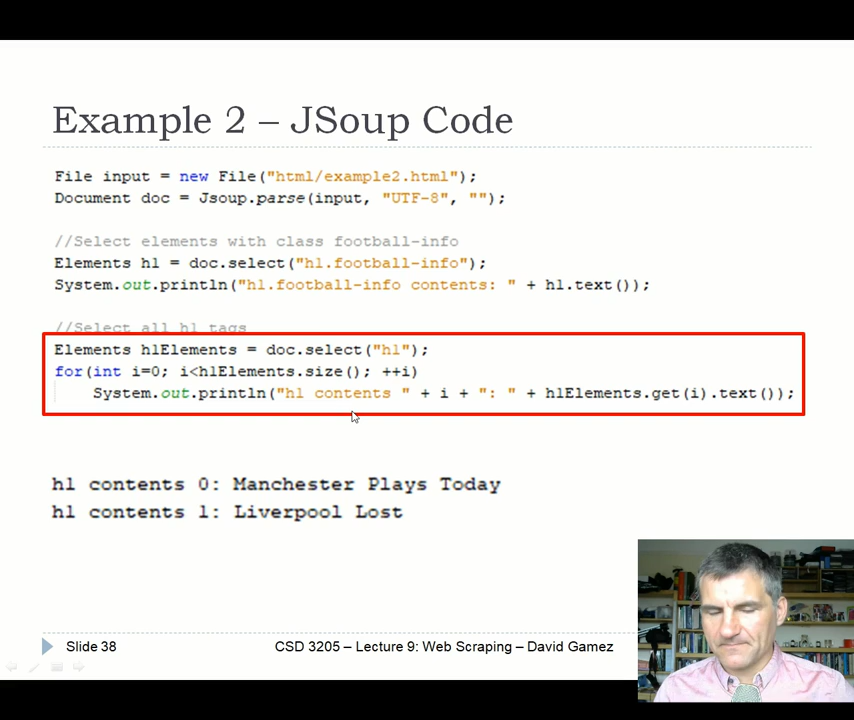 Example 2 – JSoup Code
File input = new File("html/example2.html");
Document doc = Jsoup.parse(input, "UTF-8", "");
//Select elements with class football-info
Elements h1 = doc.select("h1.football-info");
System.out.println("h1.football-info contents: " + h1.text());
//Select all h1 tags
Elements h1Elements = doc.select("h1");
for(int i=0; i<h1Elements.size(); ++i)
System.out.println("h1 contents " + i + ": " + h1Elements.get(i).text());
h1 contents 0: Manchester Plays Today
h1 contents 1: Liverpool Lost
Slide 38
CSD 3205 – Lecture 9: Web Scraping – David Gamez